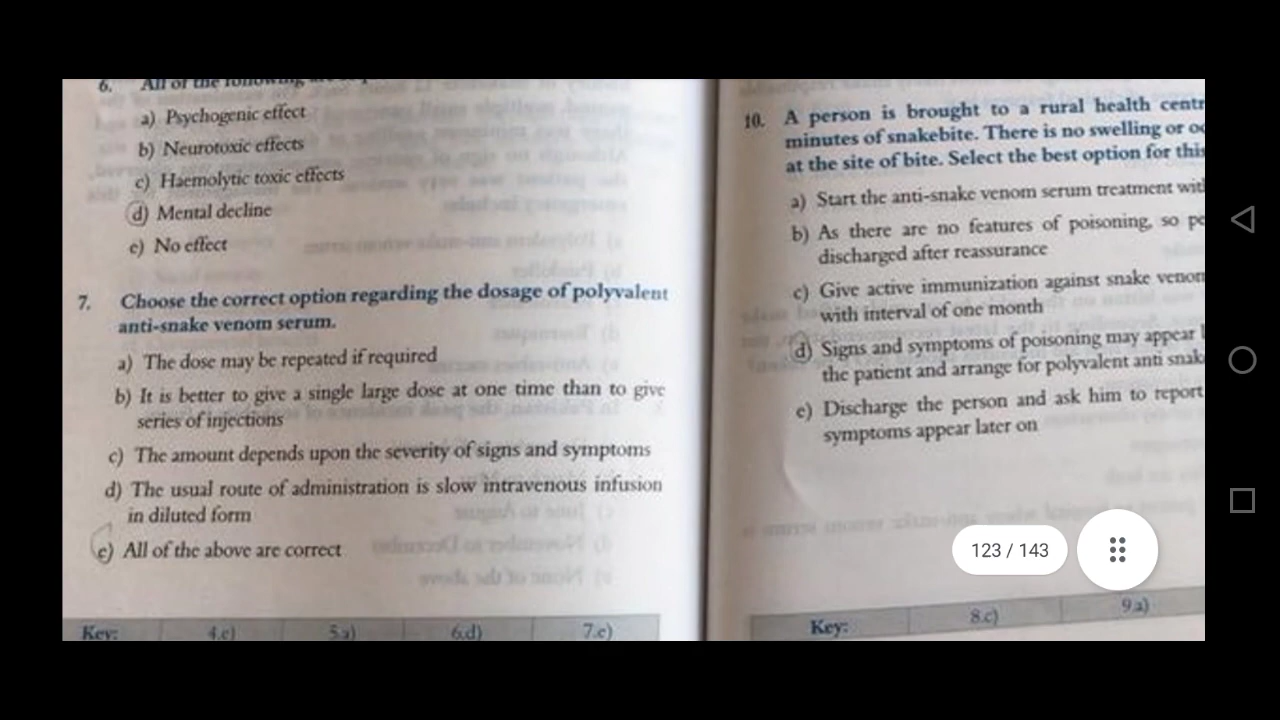 6. All of the following are
a) Psychogenic effect
b) Neurotoxic effects
c) Haemolytic toxic effects
d) Mental decline
e) No effect
7. Choose the correct option regarding the dosage of polyvalent
anti-snake venom serum.
a) The dose may be repeated if required
b) It is better to give a single large dose at one time than to give
series of injections
c) The amount depends upon the severity of signs and symptoms
d) The usual route of administration is slow intravenous infusion
in diluted form
e) All of the above are correct
Key: 4.c) 5.a) 6.d) 7.e)
10. A person is brought to a rural health centr
minutes of snakebite. There is no swelling or
at the site of bite. Select the best option for this
a) Start the anti-snake venom serum treatment
b) As there are no features of poisoning, so pe
discharged after reassurance
c) Give active immunization against snake venom
with interval of one month
d) Signs and symptoms of poisoning may appear
the patient and arrange for polyvalent anti snak
e) Discharge the person and ask him to report
symptoms appear later on
Key: 8.c) 9.a)
123 / 143